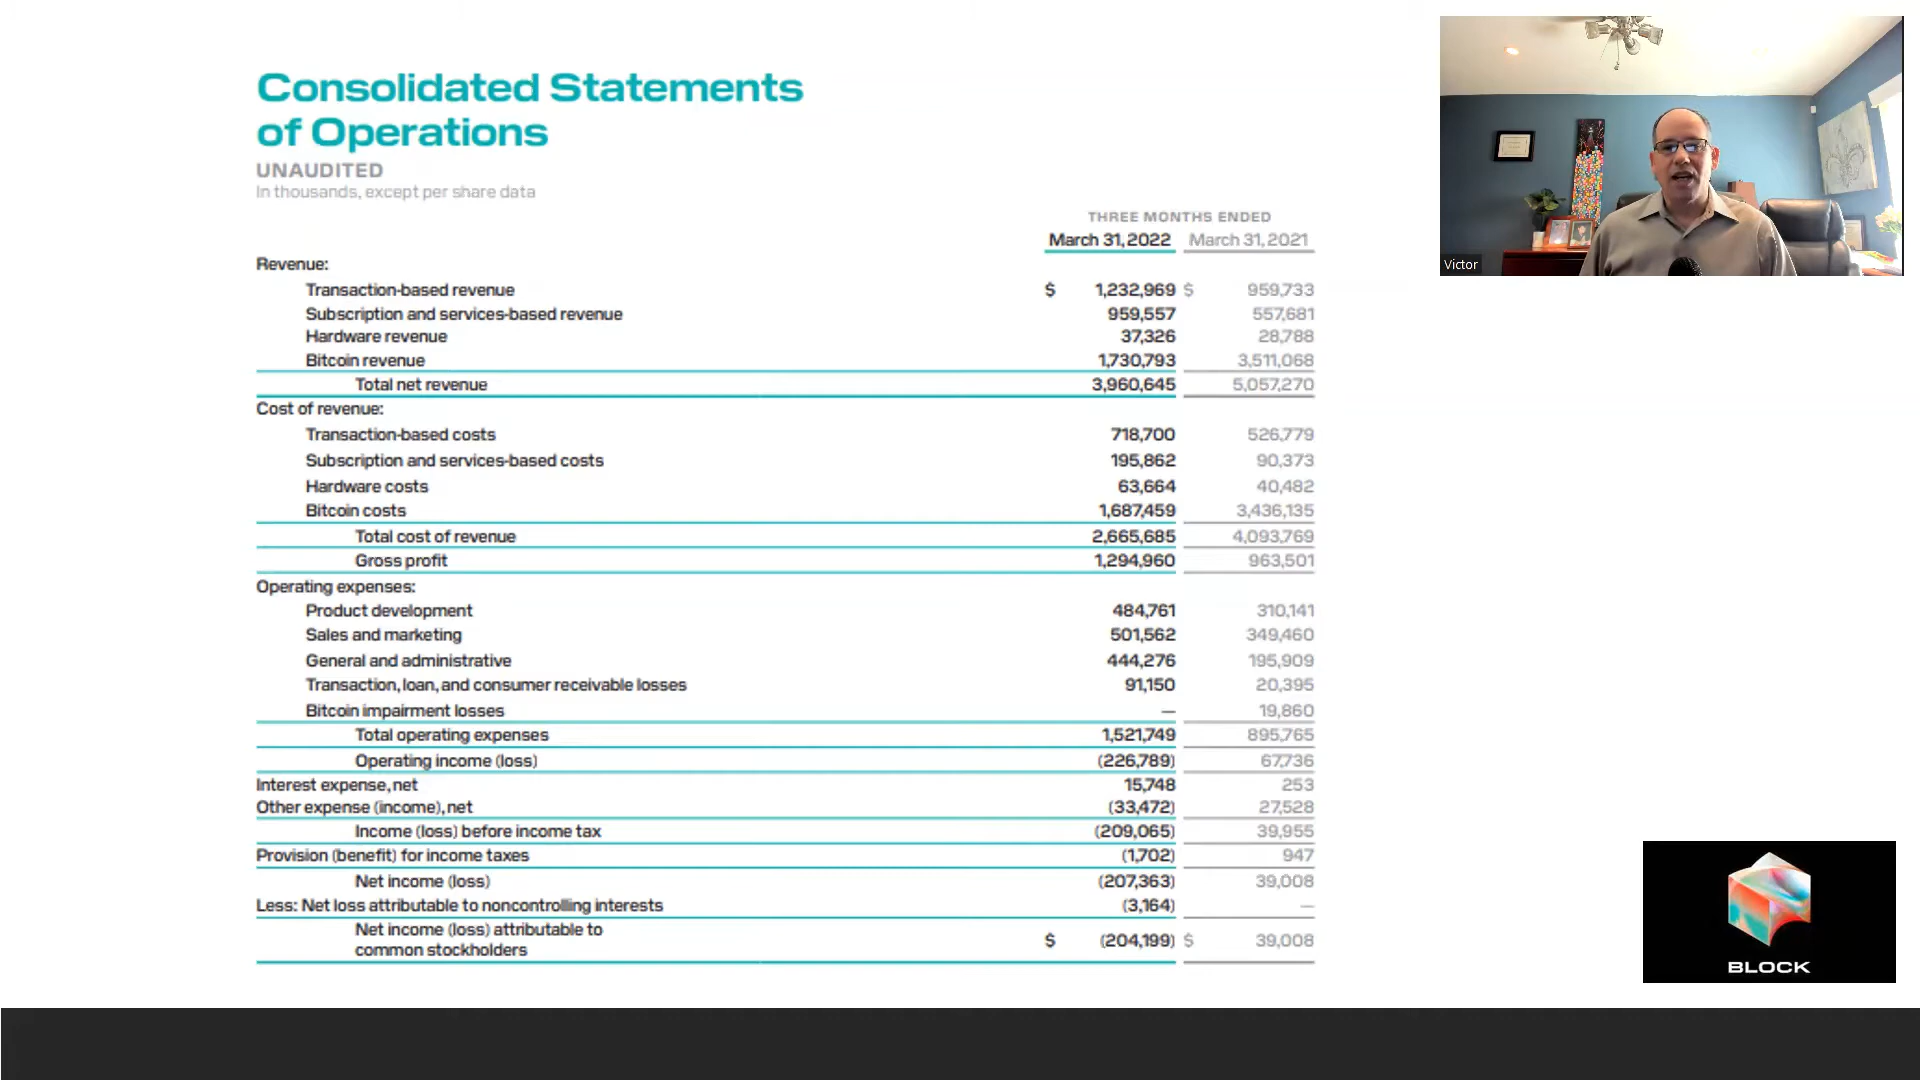 Consolidated Statements
of Operations
UNAUDITED
In thousands, except per share data
THREE MONTHS ENDED
March 31, 2022 March 31, 2021
Revenue:
Transaction-based revenue $ 1,232,969 $ 959,733
Subscription and services-based revenue 959,557 557,681
Hardware revenue 37,326 28,788
Bitcoin revenue 1,730,793 3,511,068
Total net revenue 3,960,645 5,057,270
Cost of revenue:
Transaction-based costs 718,700 526,779
Subscription and services-based costs 195,862 90,373
Hardware costs 63,664 40,482
Bitcoin costs 1,687,459 3,436,135
Total cost of revenue 2,665,685 4,093,769
Gross profit 1,294,960 963,501
Operating expenses:
Product development 484,761 310,141
Sales and marketing 501,562 349,460
General and administrative 444,276 195,909
Transaction, loan, and consumer receivable losses 91,150 20,395
Bitcoin impairment losses — 19,860
Total operating expenses 1,521,749 895,765
Operating income (loss) (226,789) 67,736
Interest expense, net 15,748 253
Other expense (income), net (33,472) 27,528
Income (loss) before income tax (209,065) 39,955
Provision (benefit) for income taxes (1,702) 947
Net income (loss) (207,363) 39,008
Less: Net loss attributable to noncontrolling interests (3,164) —
Net income (loss) attributable to
common stockholders $ (204,199) $ 39,008
Victor
BLOCK